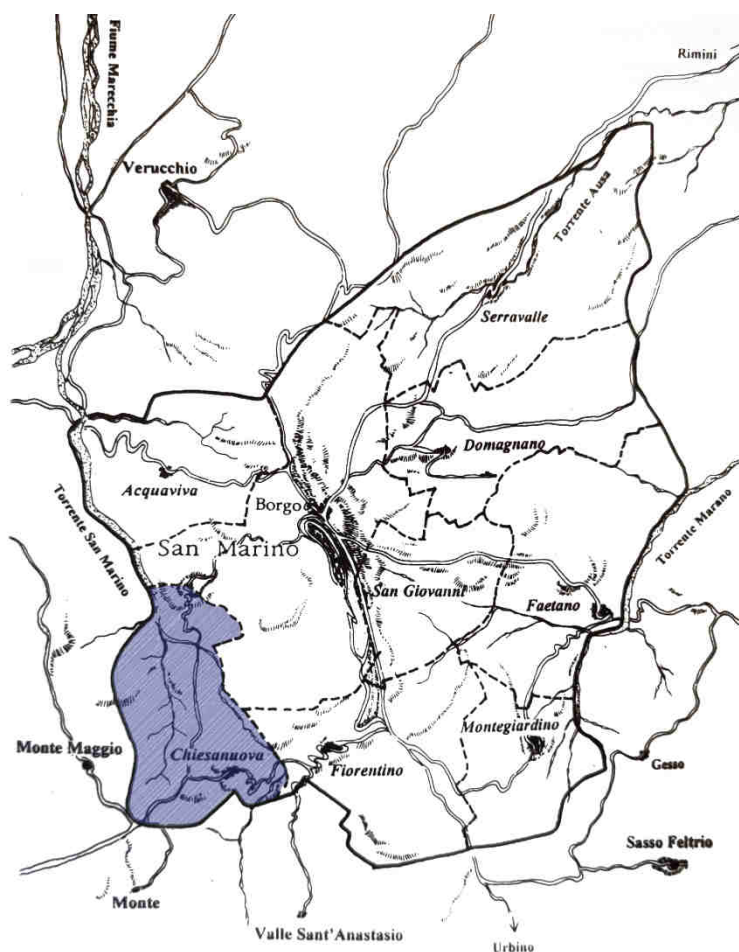 Fiume Marecchia
Rimini
Verucchio
Torrente Ausa
Serravalle
Domagnano
Acquaviva
Borgo
San Marino
Torrente San Marino
Torrente Marano
San Giovanni
Faetano
Montegiardino
Monte Maggio
Chiesanuova
Fiorentino
Gesso
Sasso Feltrio
Monte
Valle Sant'Anastasio
Urbino